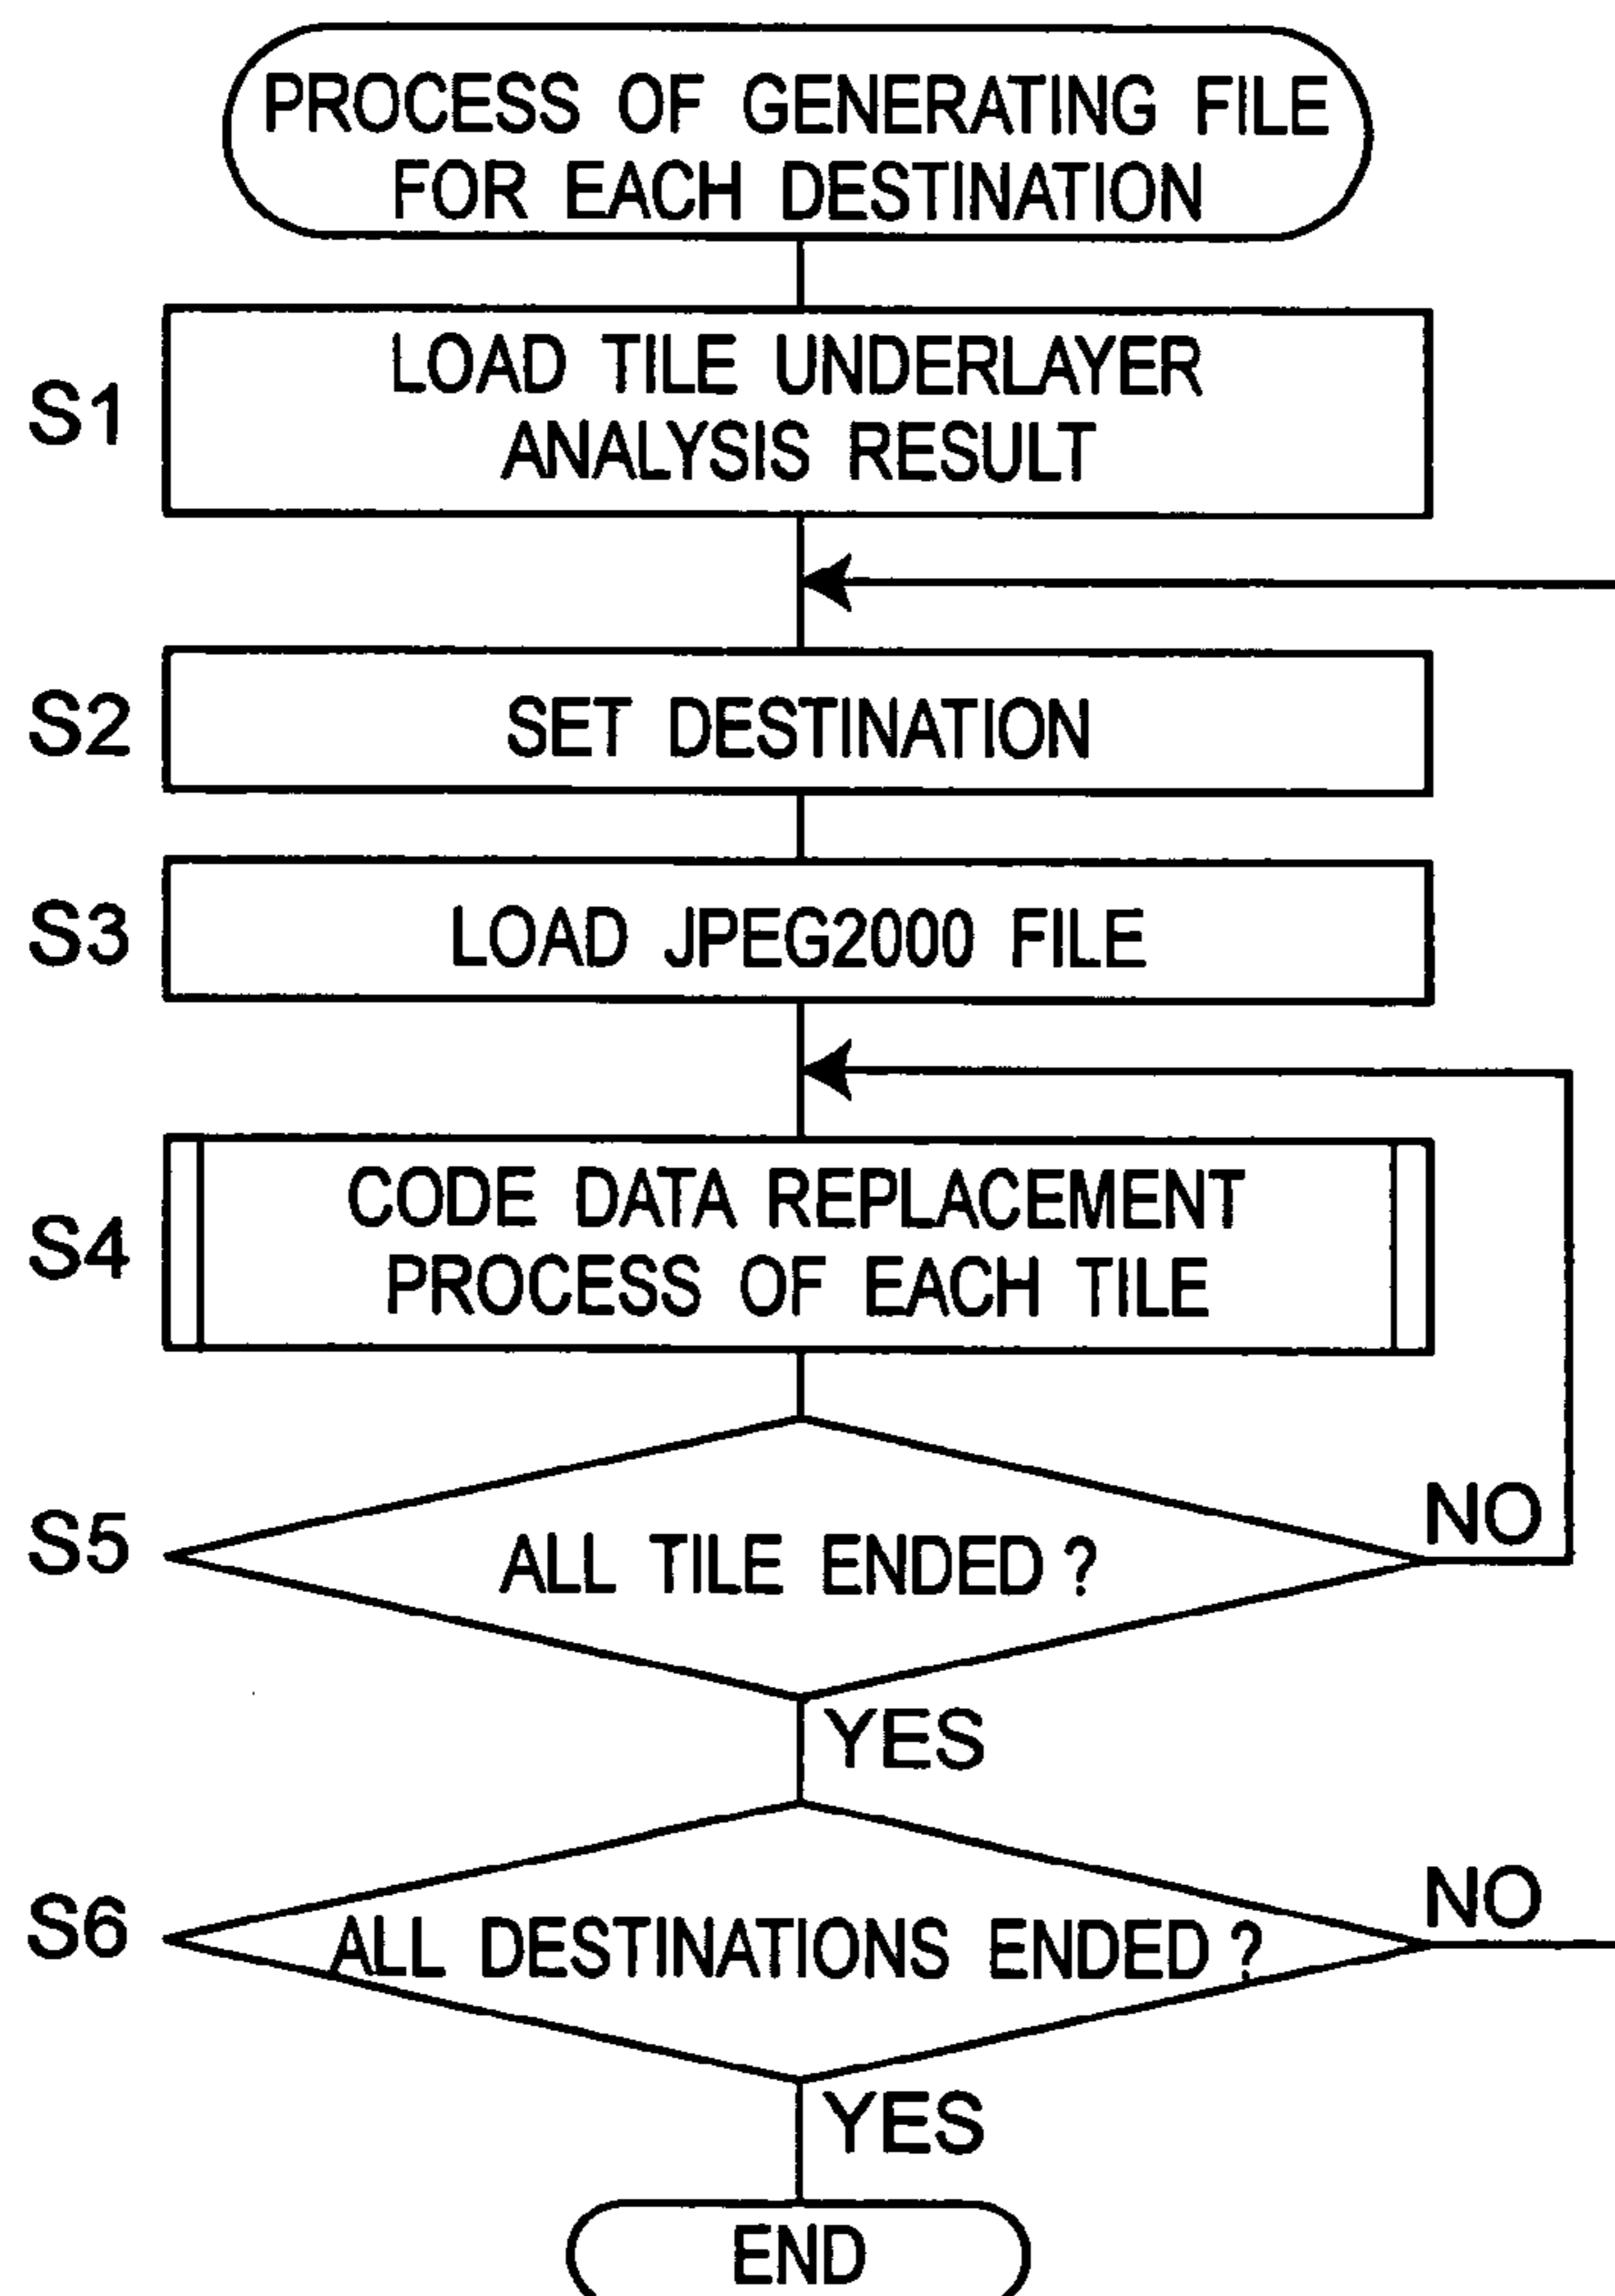 PROCESS OF GENERATING FILE
FOR EACH DESTINATION
S1
LOAD TILE UNDERLAYER
ANALYSIS RESULT
S2
SET DESTINATION
S3
LOAD JPEG2000 FILE
S4
CODE DATA REPLACEMENT
PROCESS OF EACH TILE
S5
ALL TILE ENDED ?
NO
YES
S6
ALL DESTINATIONS ENDED ?
NO
YES
END